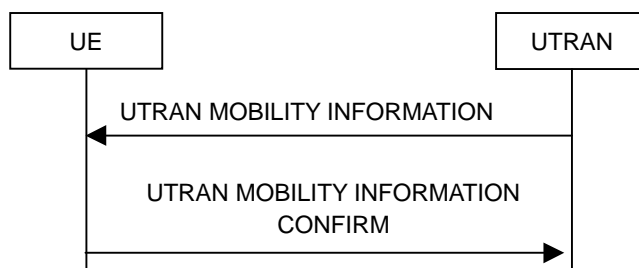 UE
UTRAN
UTRAN MOBILITY INFORMATION
UTRAN MOBILITY INFORMATION
CONFIRM